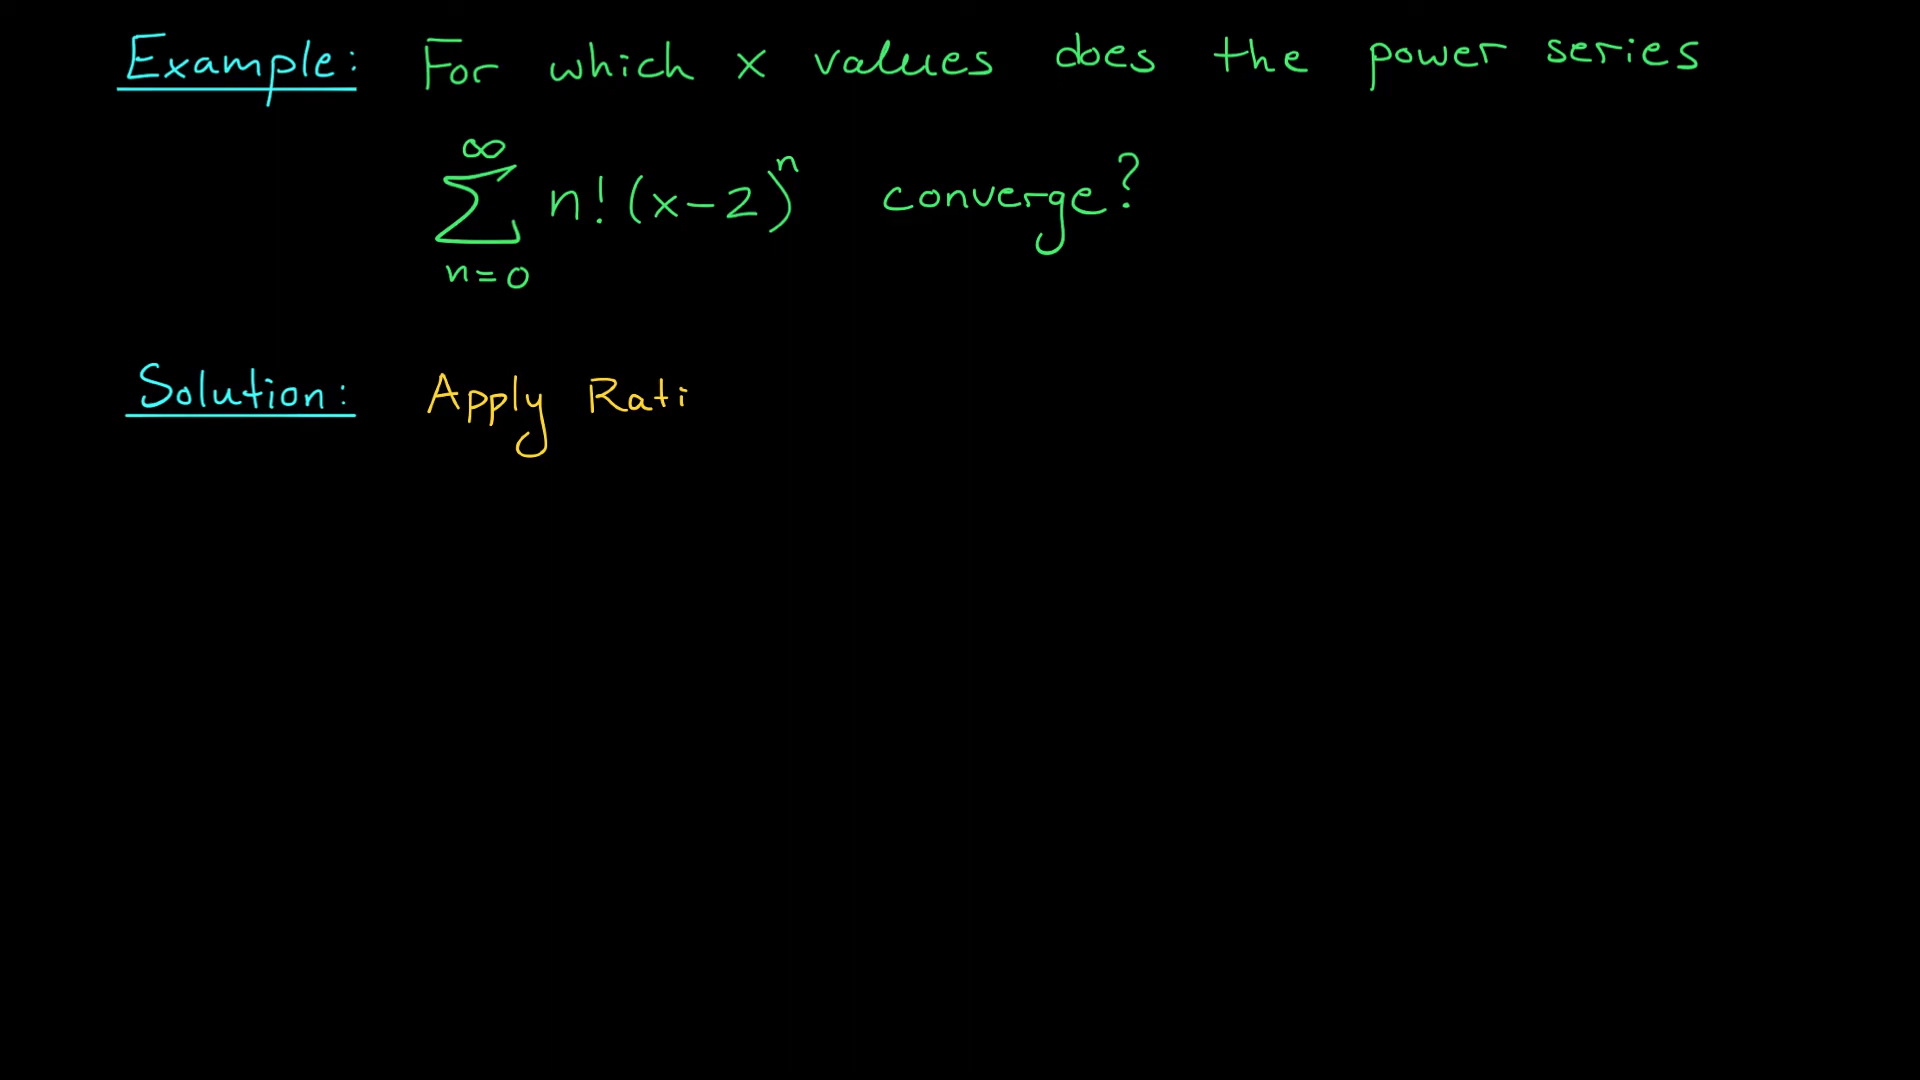 Example: For which x values does the power series
∞
∑ n!(x-2)^n converge?
n=0
Solution: Apply Rati